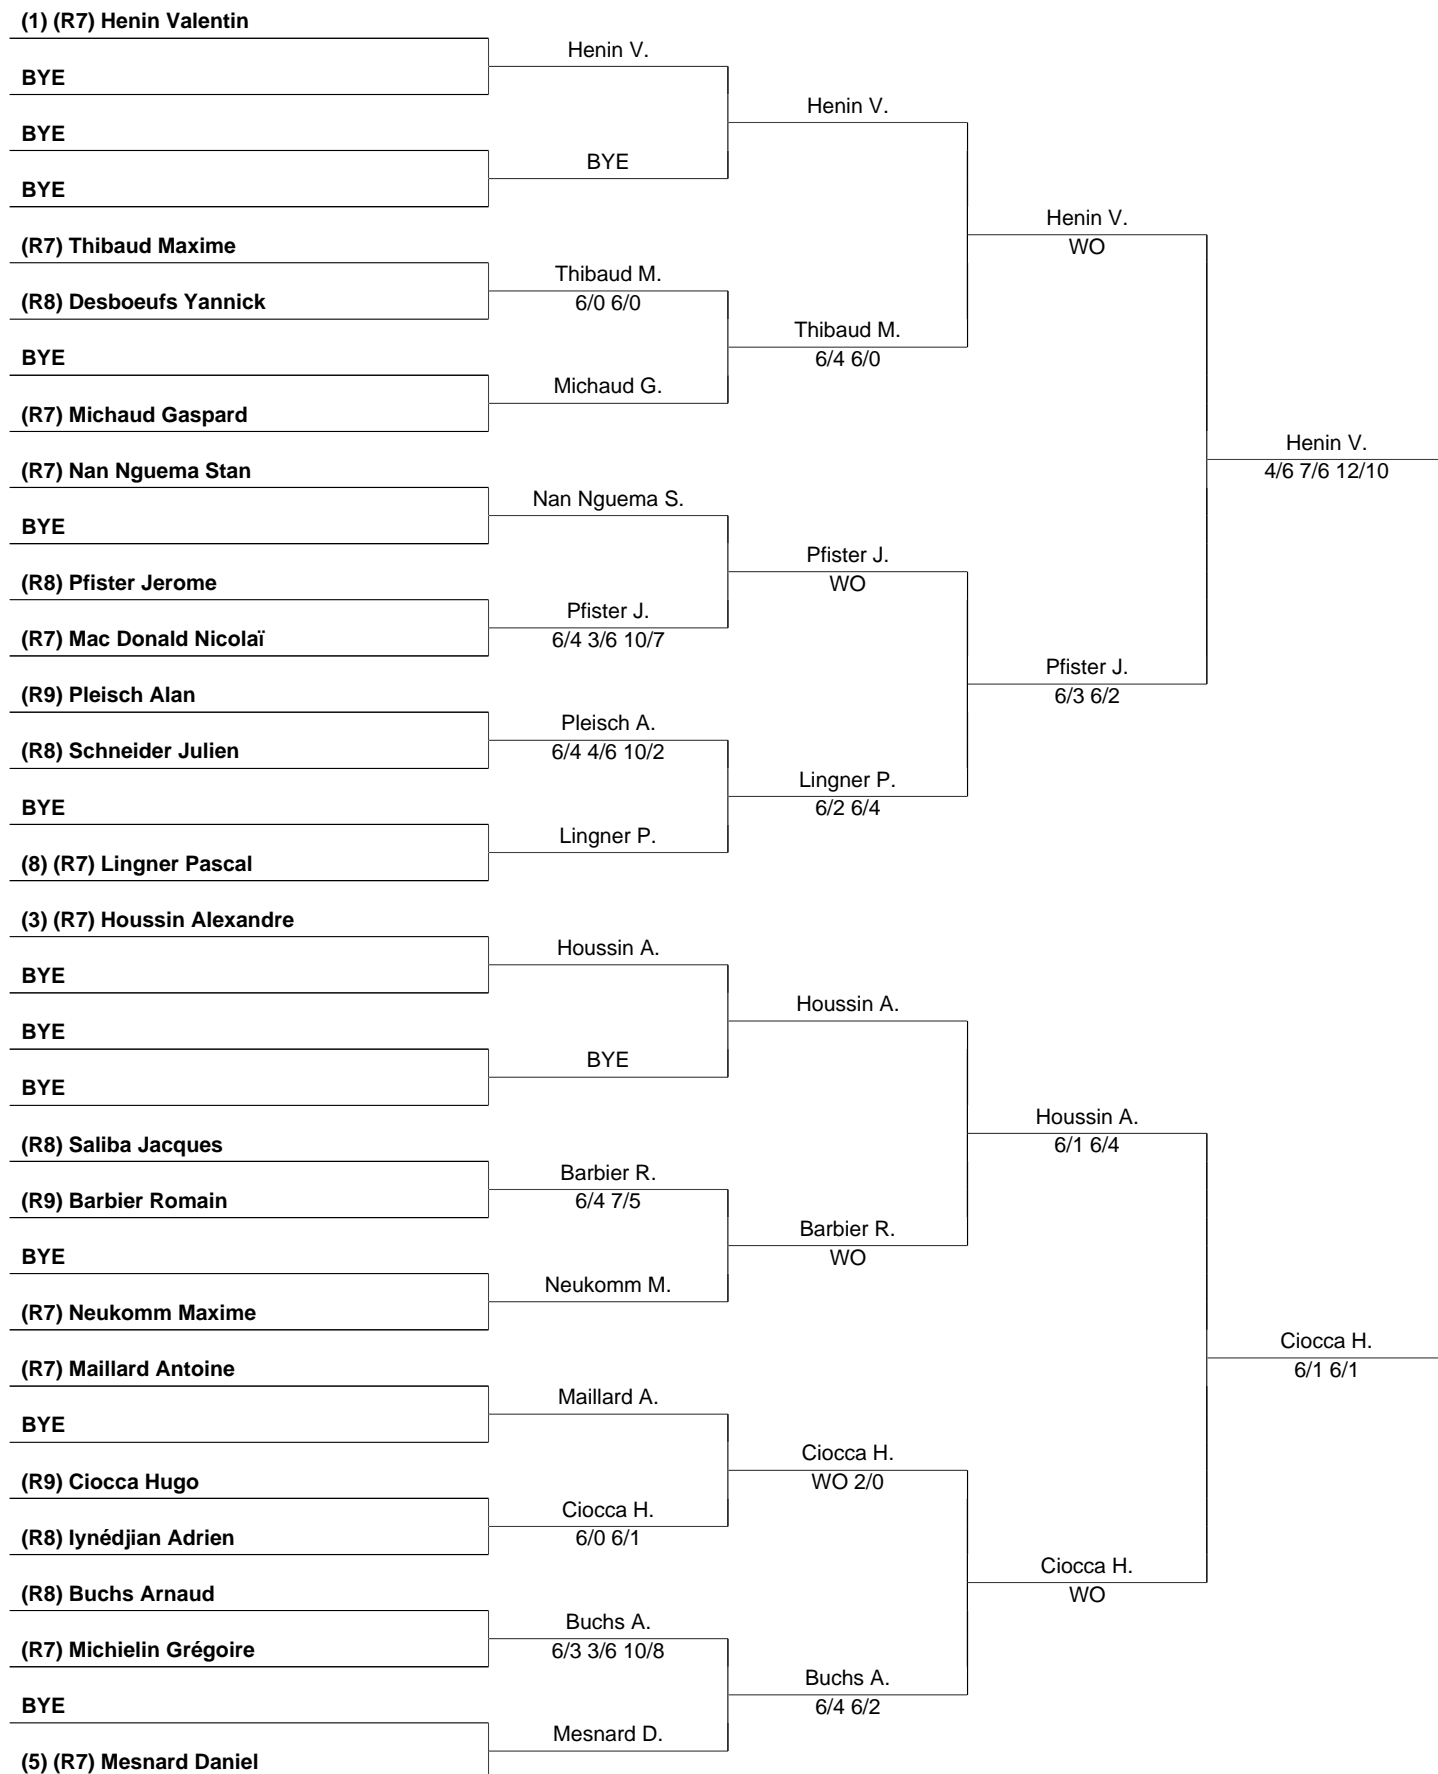 (1) (R7) Henin Valentin
Henin V.
BYE
Henin V.
BYE
BYE
BYE
Henin V.
WO
(R7) Thibaud Maxime
Thibaud M.
6/0 6/0
(R8) Desboeufs Yannick
Thibaud M.
6/4 6/0
BYE
Michaud G.
(R7) Michaud Gaspard
Henin V.
4/6 7/6 12/10
(R7) Nan Nguema Stan
Nan Nguema S.
BYE
Pfister J.
WO
(R8) Pfister Jerome
Pfister J.
6/4 3/6 10/7
(R7) Mac Donald Nicolaï
Pfister J.
6/3 6/2
(R9) Pleisch Alan
Pleisch A.
6/4 4/6 10/2
(R8) Schneider Julien
Lingner P.
6/2 6/4
BYE
Lingner P.
(8) (R7) Lingner Pascal
(3) (R7) Houssin Alexandre
Houssin A.
BYE
Houssin A.
BYE
BYE
BYE
Houssin A.
6/1 6/4
(R8) Saliba Jacques
Barbier R.
6/4 7/5
(R9) Barbier Romain
Barbier R.
WO
BYE
Neukomm M.
(R7) Neukomm Maxime
Ciocca H.
6/1 6/1
(R7) Maillard Antoine
Maillard A.
BYE
Ciocca H.
WO 2/0
(R9) Ciocca Hugo
Ciocca H.
6/0 6/1
(R8) Iynédjian Adrien
Ciocca H.
WO
(R8) Buchs Arnaud
Buchs A.
6/3 3/6 10/8
(R7) Michielin Grégoire
Buchs A.
6/4 6/2
BYE
Mesnard D.
(5) (R7) Mesnard Daniel